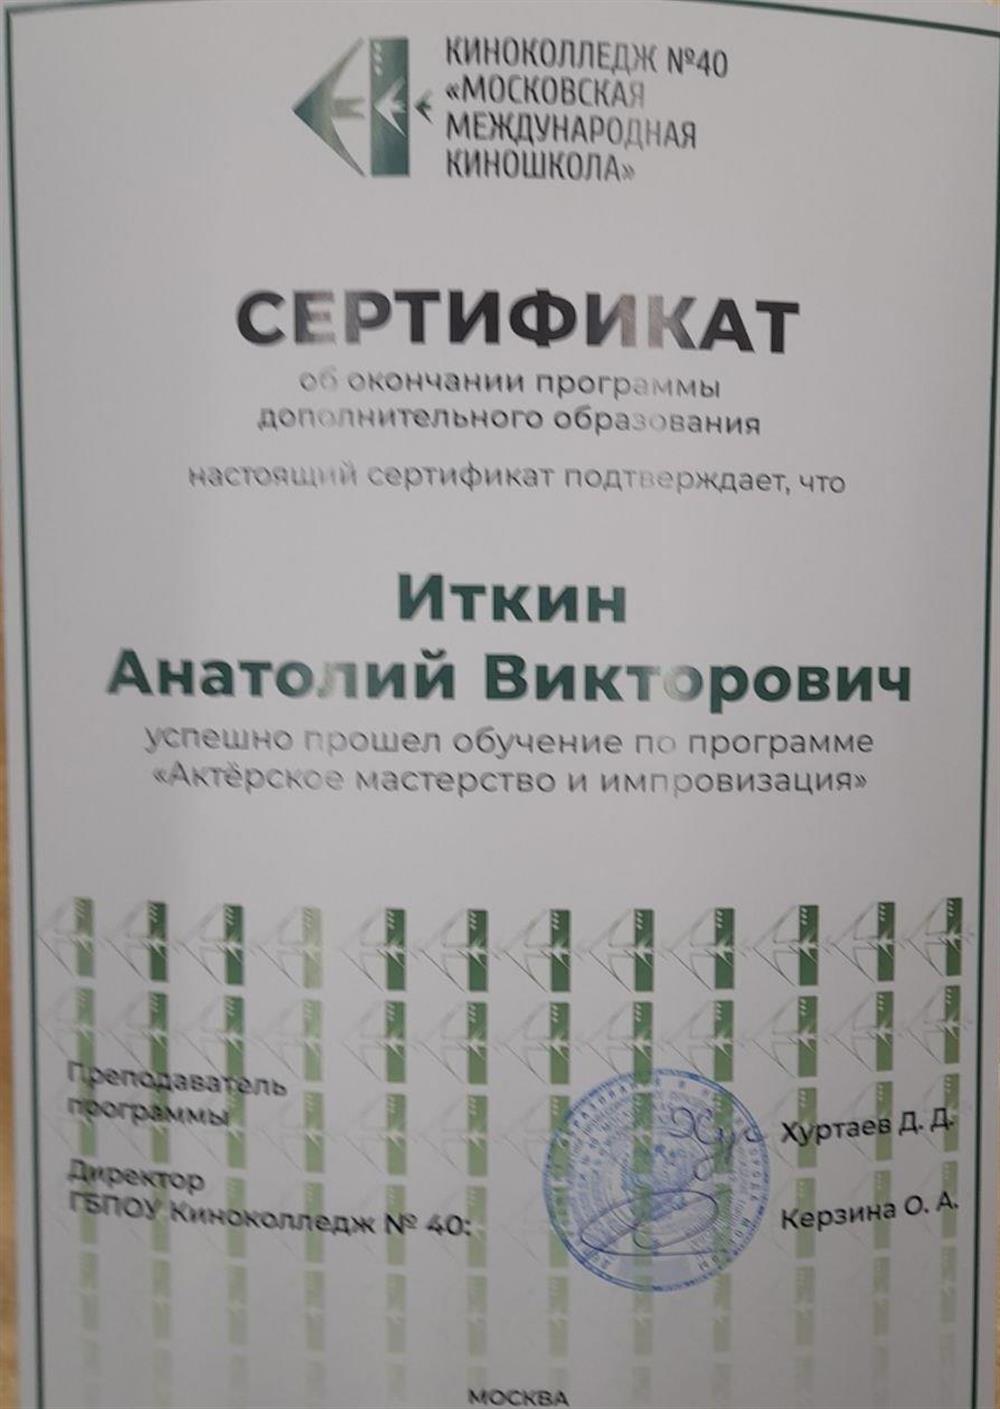 КИНОКОЛЛЕДЖ №40
«МОСКОВСКАЯ
МЕЖДУНАРОДНАЯ
КИНОШКОЛА»
СЕРТИФИКАТ
об окончании программы
дополнительного образования
настоящий сертификат подтверждает, что
Иткин
Анатолий Викторович
успешно прошел обучение по программе
«Актёрское мастерство и импровизация»
Преподаватель
программы
Хуртаев Д. Д.
Директор
ГБПОУ Киноколледж № 40:
Керзина О. А.
МОСКВА